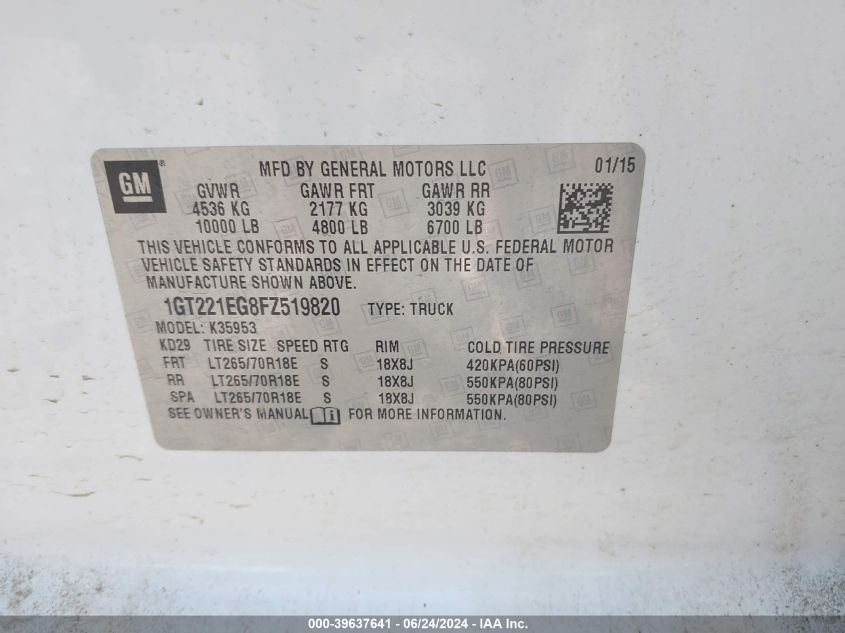 GM ® MFD BY GENERAL MOTORS LLC 01/15
GVWR GAWR FRT GAWR RR
4536 KG 2177 KG 3039 KG
10000 LB 4800 LB 6700 LB
THIS VEHICLE CONFORMS TO ALL APPLICABLE U.S. FEDERAL MOTOR
VEHICLE SAFETY STANDARDS IN EFFECT ON THE DATE OF
MANUFACTURE SHOWN ABOVE.
1GT221EG8FZ519820 TYPE: TRUCK
MODEL: K35953
KD29 TIRE SIZE SPEED RTG RIM COLD TIRE PRESSURE
FRT LT265/70R18E S 18X8J 420KPA(60PSI)
RR LT265/70R18E S 18X8J 550KPA(80PSI)
SPA LT265/70R18E S 18X8J 550KPA(80PSI)
SEE OWNER'S MANUAL FOR MORE INFORMATION.
000-39637641 - 06/24/2024 - IAA Inc.